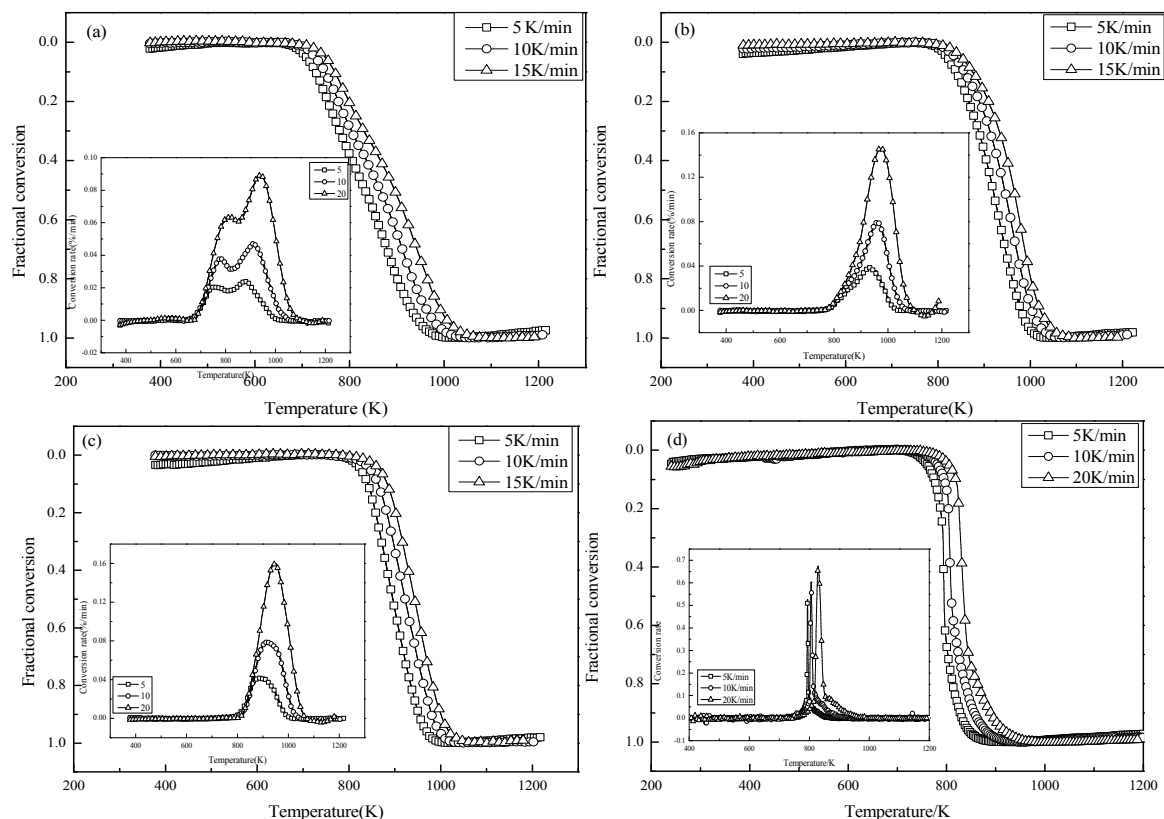 (a)
5 K/min
10K/min
15K/min
0.0
0.2
0.4
0.6
0.8
1.0
Fractional conversion
200
400
600
800
1000
1200
Temperature (K)
0.10
0.08
0.06
0.04
0.02
0.00
-0.02
Conversion rate(%/min)
5
10
20
400
600
800
1000
1200
Temperature(K)
(b)
5K/min
10K/min
15K/min
0.0
0.2
0.4
0.6
0.8
1.0
Fractional conversion
200
400
600
800
1000
1200
Temperature(K)
0.16
0.12
0.08
0.04
0.00
Conversion rate(%/min)
5
10
20
400
600
800
1000
1200
Temperature(K)
(c)
5K/min
10K/min
15K/min
0.0
0.2
0.4
0.6
0.8
1.0
Fractional conversion
200
400
600
800
1000
1200
Temperature(K)
0.16
0.12
0.08
0.04
0.00
Conversion rate(%/min)
5
10
20
400
600
800
1000
1200
Temperature(K)
(d)
5K/min
10K/min
20K/min
0.0
0.2
0.4
0.6
0.8
1.0
Fractional conversion
200
400
600
800
1000
1200
Temperature/K
0.7
0.6
0.5
0.4
0.3
0.2
0.1
0.0
-0.1
Conversion rate
5K/min
10K/min
20K/min
400
600
800
1000
1200
Temperature/K